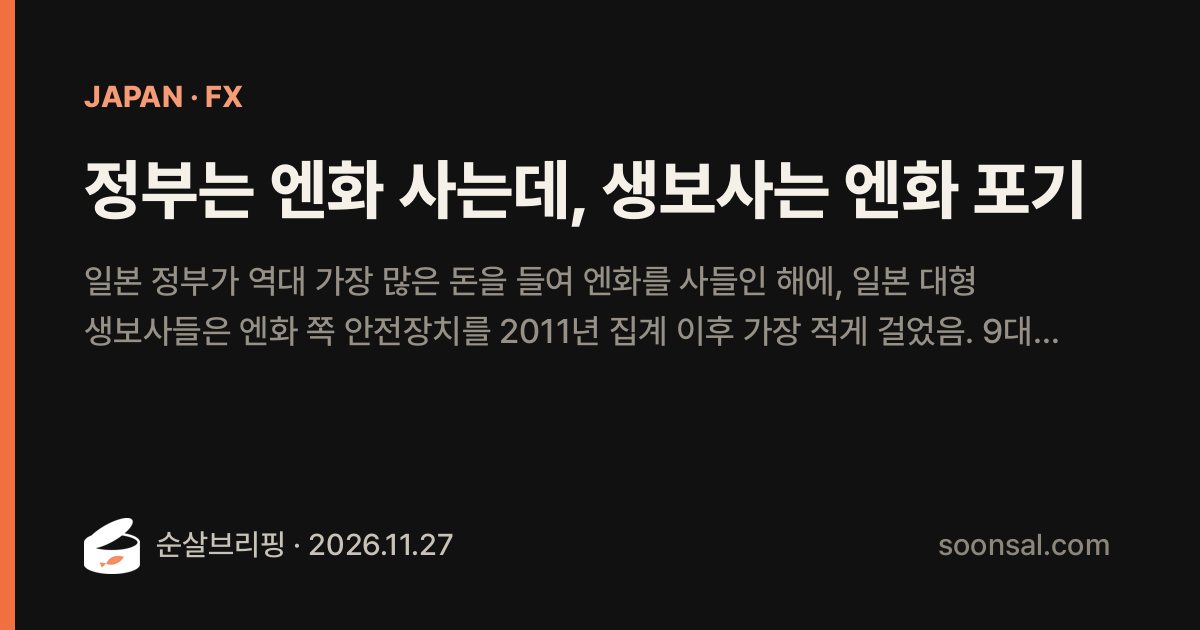 JAPAN · FX
정부는 엔화 사는데, 생보사는 엔화 포기
일본 정부가 역대 가장 많은 돈을 들여 엔화를 사들인 해에, 일본 대형
생보사들은 엔화 쪽 안전장치를 2011년 집계 이후 가장 적게 걸었음. 9대...
순살브리핑 · 2026.11.27
soonsal.com